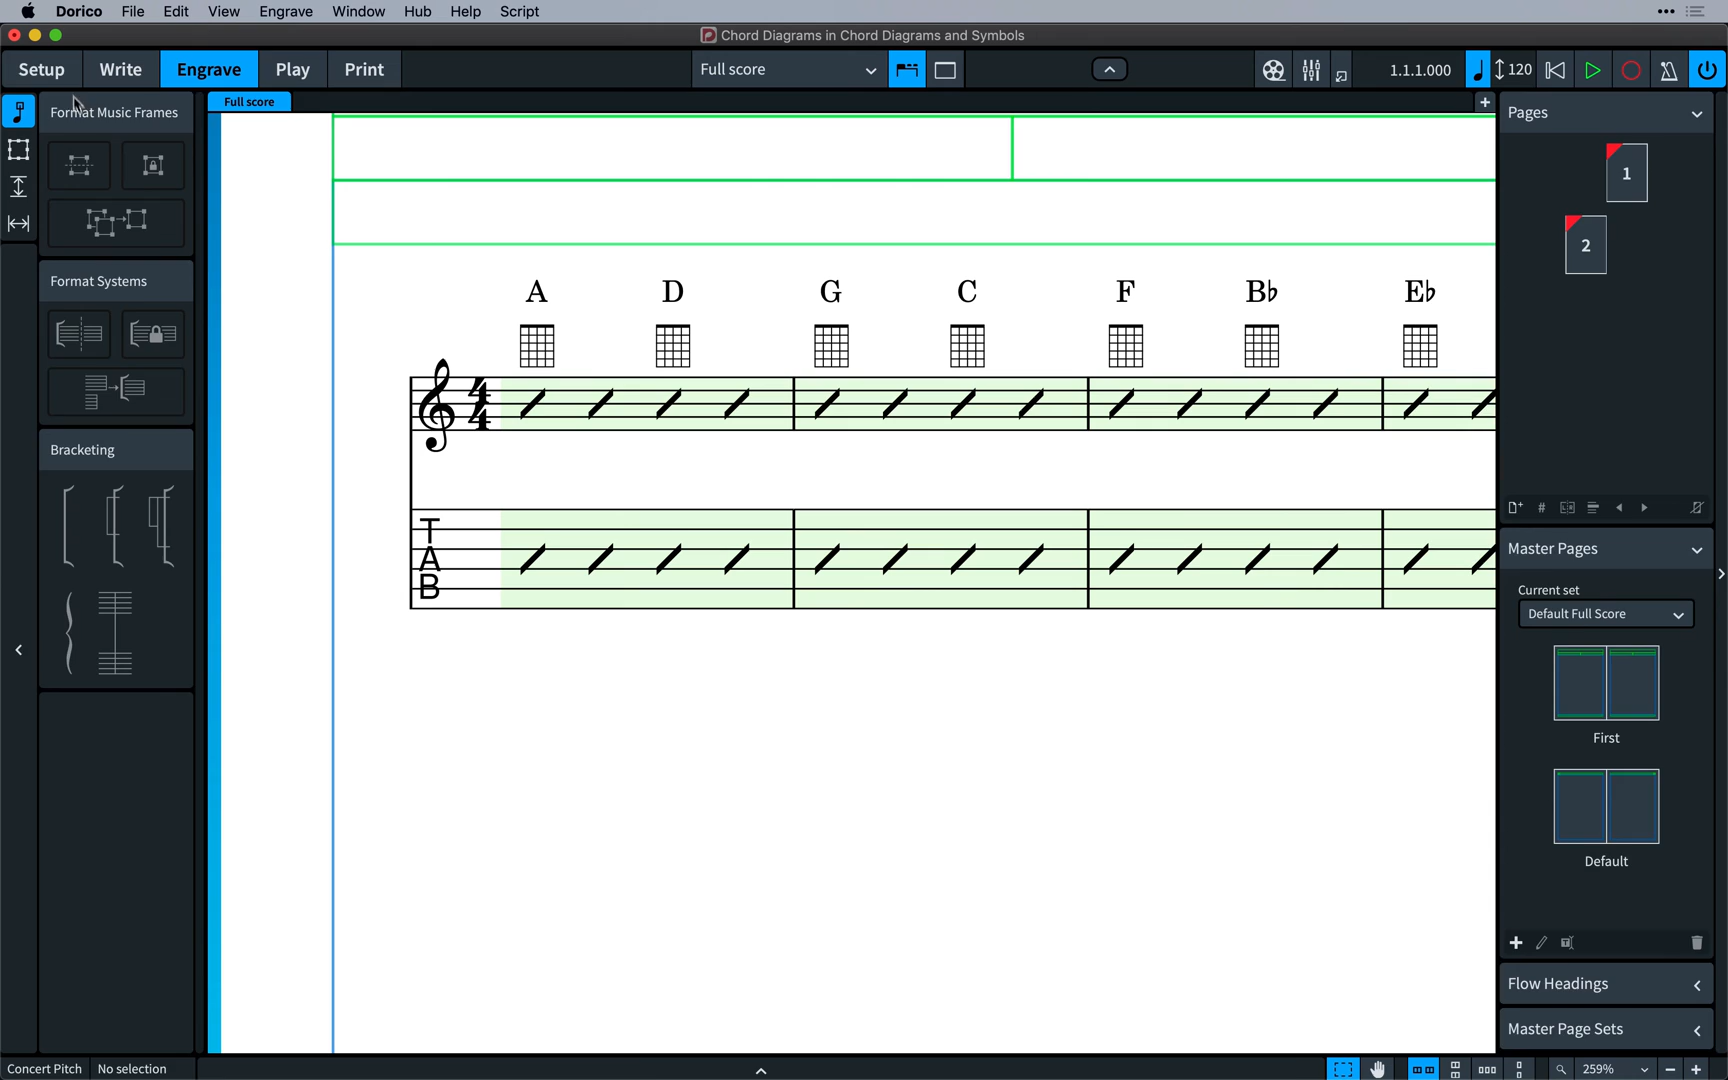 Dorico File Edit View Engrave Window Hub Help Script
Chord Diagrams in Chord Diagrams and Symbols
Setup Write Engrave Play Print Full score 1.1.1.000 120
Format Music Frames
Full score
Pages
1
2
Format Systems
A D G C F B♭ E♭
4
4
Bracketing
T
A
B
Master Pages
Current set
Default Full Score
First
Default
Flow Headings
Master Page Sets
Concert Pitch No selection 259%